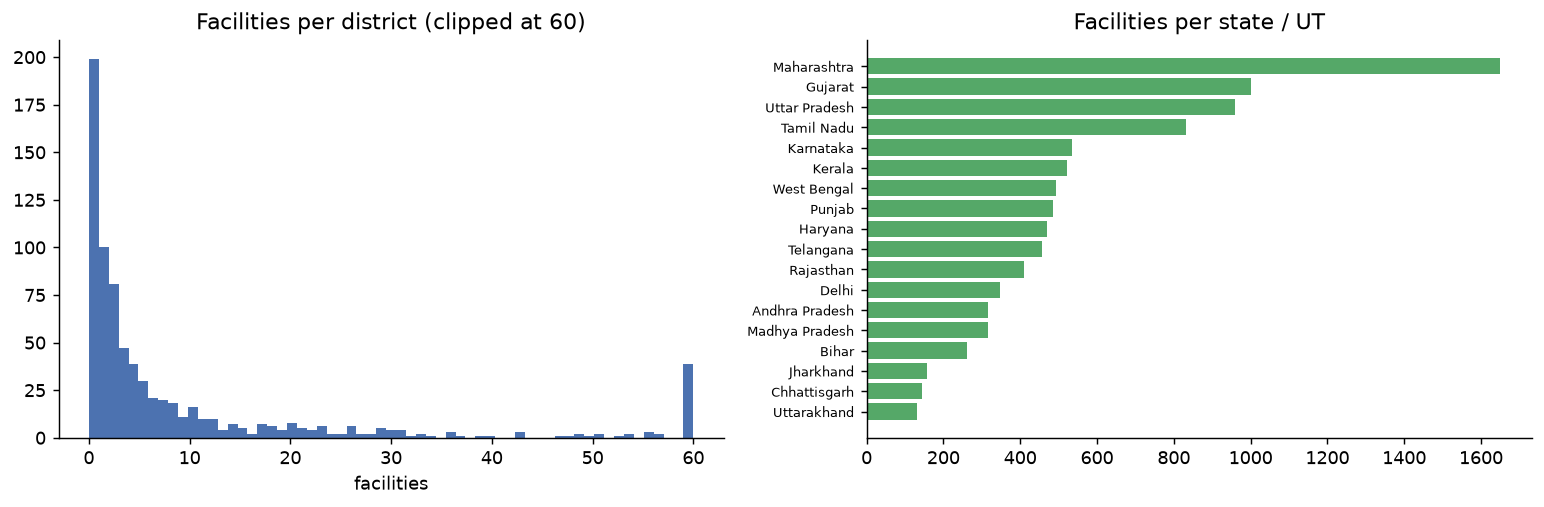 Facilities per district (clipped at 60)
200
175
150
125
100
75
50
25
0
0 10 20 30 40 50 60
facilities
Facilities per state / UT
Maharashtra
Gujarat
Uttar Pradesh
Tamil Nadu
Karnataka
Kerala
West Bengal
Punjab
Haryana
Telangana
Rajasthan
Delhi
Andhra Pradesh
Madhya Pradesh
Bihar
Jharkhand
Chhattisgarh
Uttarakhand
0 200 400 600 800 1000 1200 1400 1600